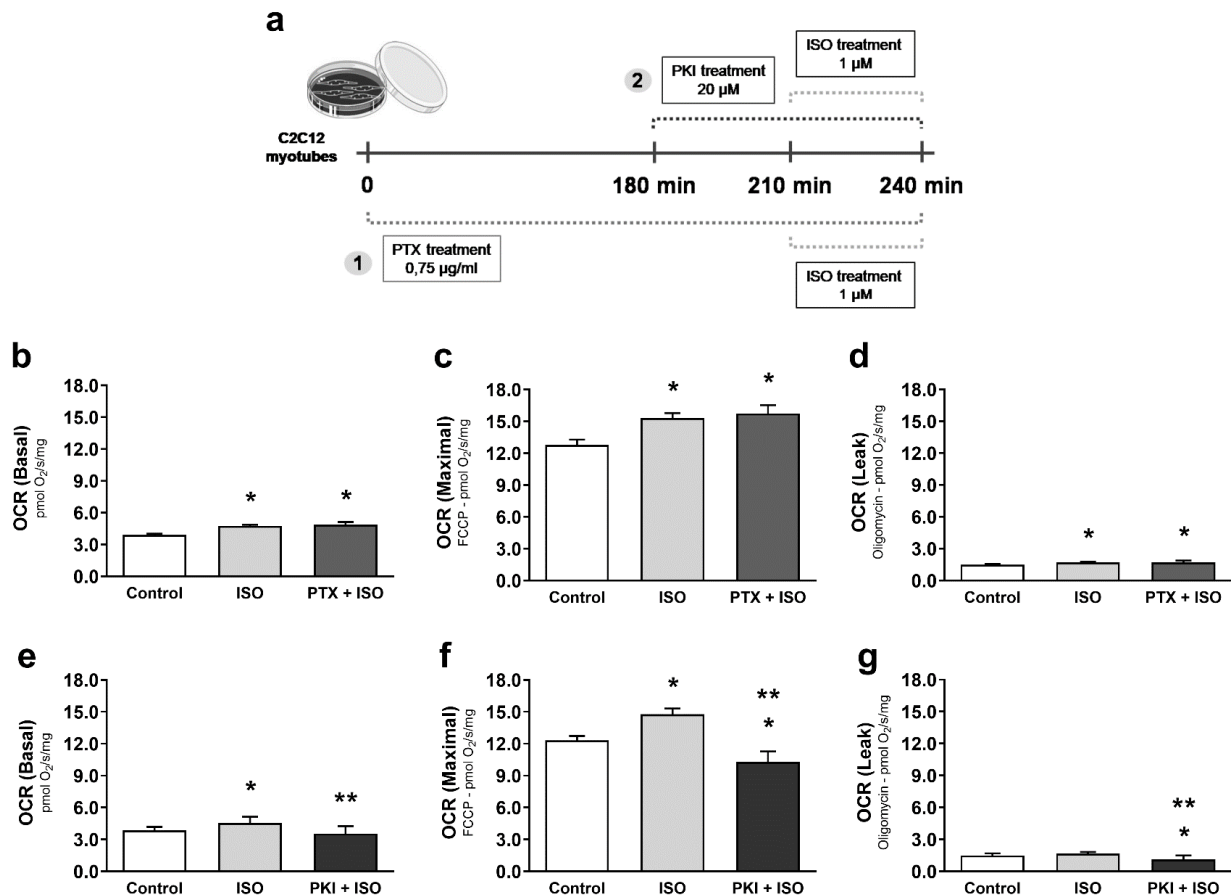 a
ISO treatment
1 µM
2
PKI treatment
20 µM
C2C12
myotubes
0
180 min
210 min
240 min
1
PTX treatment
0,75 µg/ml
ISO treatment
1 µM
b
OCR (Basal)
pmol O₂/s/mg
18.0
15.0
12.0
9.0
6.0
3.0
0.0
*
*
Control
ISO
PTX + ISO
c
OCR (Maximal)
FCCP - pmol O₂/s/mg
18.0
15.0
12.0
9.0
6.0
3.0
0.0
*
*
Control
ISO
PTX + ISO
d
OCR (Leak)
Oligomycin - pmol O₂/s/mg
18.0
15.0
12.0
9.0
6.0
3.0
0.0
*
*
Control
ISO
PTX + ISO
e
OCR (Basal)
pmol O₂/s/mg
18.0
15.0
12.0
9.0
6.0
3.0
0.0
*
**
Control
ISO
PKI + ISO
f
OCR (Maximal)
FCCP - pmol O₂/s/mg
18.0
15.0
12.0
9.0
6.0
3.0
0.0
*
**
*
Control
ISO
PKI + ISO
g
OCR (Leak)
Oligomycin - pmol O₂/s/mg
18.0
15.0
12.0
9.0
6.0
3.0
0.0
**
*
Control
ISO
PKI + ISO